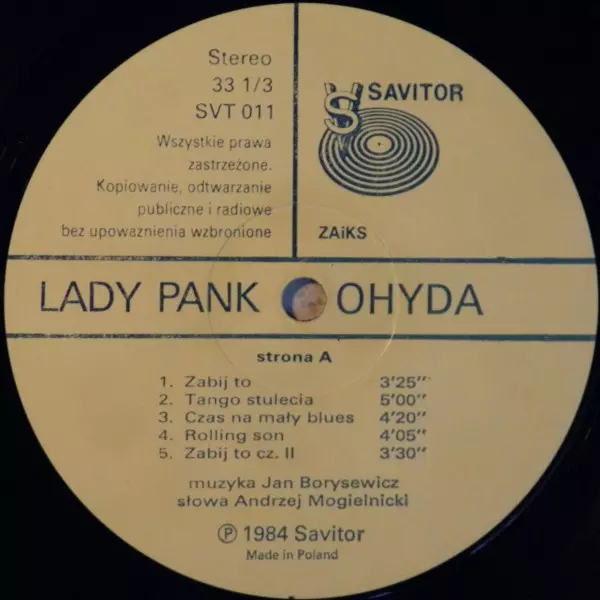 Stereo
33 1/3
SVT 011
Wszystkie prawa
zastrzeżone.
Kopiowanie, odtwarzanie
publiczne i radiowe
bez upoważnienia wzbronione
SAVITOR
ZAiKS
LADY PANK OHYDA
strona A
1. Zabij to 3'25"
2. Tango stulecia 5'00"
3. Czas na mały blues 4'20"
4. Rolling son 4'05"
5. Zabij to cz. II 3'30"
muzyka Jan Borysewicz
słowa Andrzej Mogielnicki
Ⓟ 1984 Savitor
Made in Poland